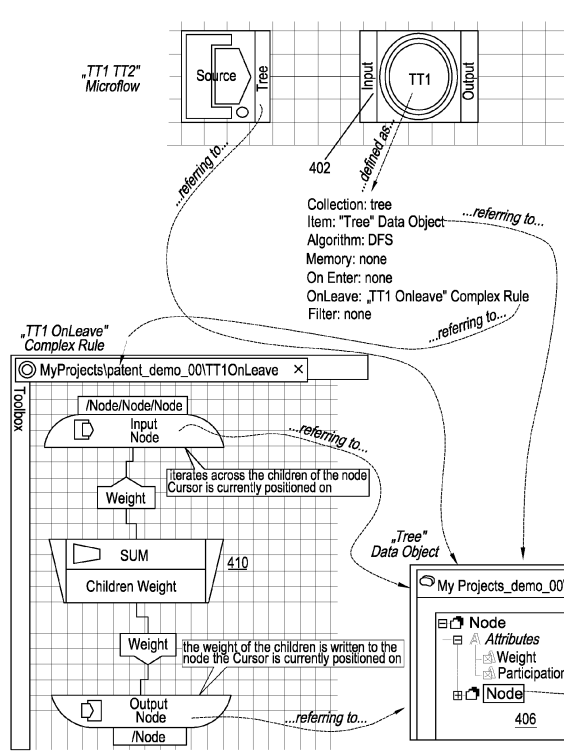 „TT1 TT2"
Microflow
Source
Tree
Input
TT1
Output
402
...referring to...
...defined as...
Collection: tree
Item: "Tree" Data Object
Algorithm: DFS
Memory: none
On Enter: none
OnLeave: „TT1 Onleave" Complex Rule
Filter: none
...referring to...
...referring to...
„TT1 OnLeave"
Complex Rule
MyProjects\patent_demo_00\TT1OnLeave
Toolbox
/Node/Node/Node
Input
Node
...referring to...
Iterates across the children of the node
Cursor is currently positioned on
Weight
SUM
Children Weight
410
Weight
the weight of the children is written to the
node the Cursor is currently positioned on
Output
Node
/Node
...referring to...
„Tree"
Data Object
My Projects_demo_00\
Node
Attributes
Weight
Participation
Node
406